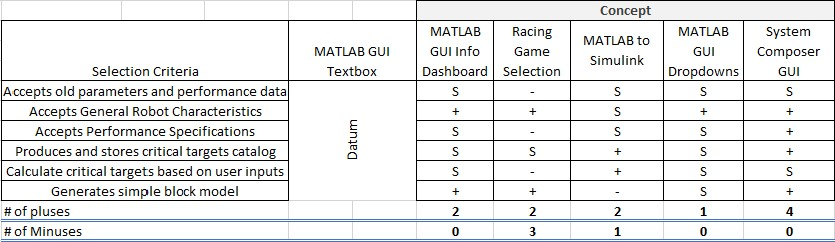 Concept
Selection Criteria MATLAB GUI Textbox MATLAB GUI Info Dashboard Racing Game Selection MATLAB to Simulink MATLAB GUI Dropdowns System Composer GUI
Datum
Accepts old parameters and performance data S - S S S
Accepts General Robot Characteristics + + S + +
Accepts Performance Specifications S - S S +
Produces and stores critical targets catalog S S + S +
Calculate critical targets based on user inputs S - + S S
Generates simple block model + + - S +
# of pluses 2 2 2 1 4
# of Minuses 0 3 1 0 0